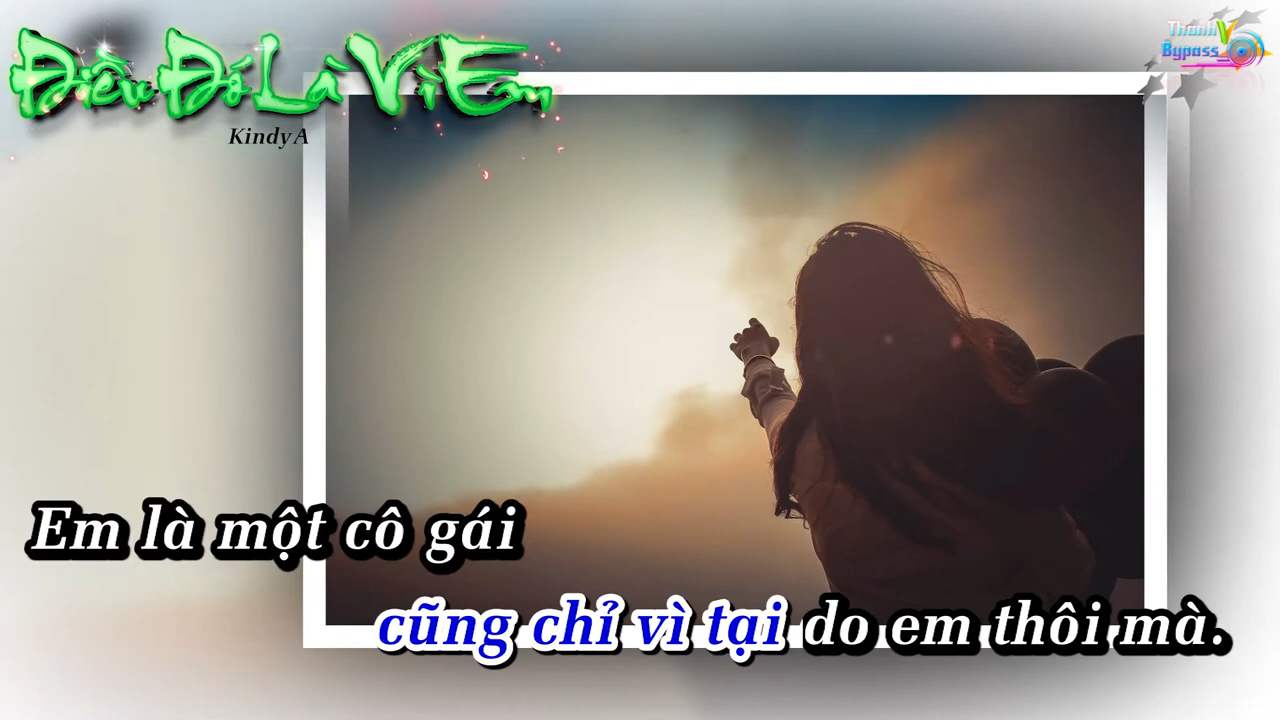 Điều Đó Là Vì Em
Kindy A
Thanh V
Bypass
Em là một cô gái
cũng chỉ vì tại do em thôi mà.